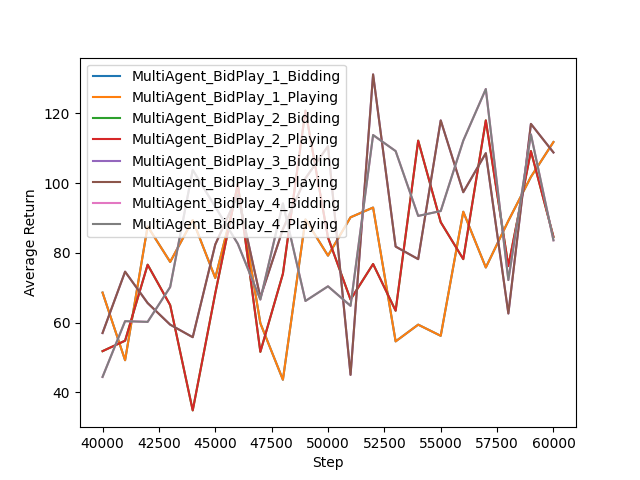 MultiAgent_BidPlay_1_Bidding
MultiAgent_BidPlay_1_Playing
MultiAgent_BidPlay_2_Bidding
MultiAgent_BidPlay_2_Playing
MultiAgent_BidPlay_3_Bidding
MultiAgent_BidPlay_3_Playing
MultiAgent_BidPlay_4_Bidding
MultiAgent_BidPlay_4_Playing
120
100
80
60
40
Average Return
40000 42500 45000 47500 50000 52500 55000 57500 60000
Step